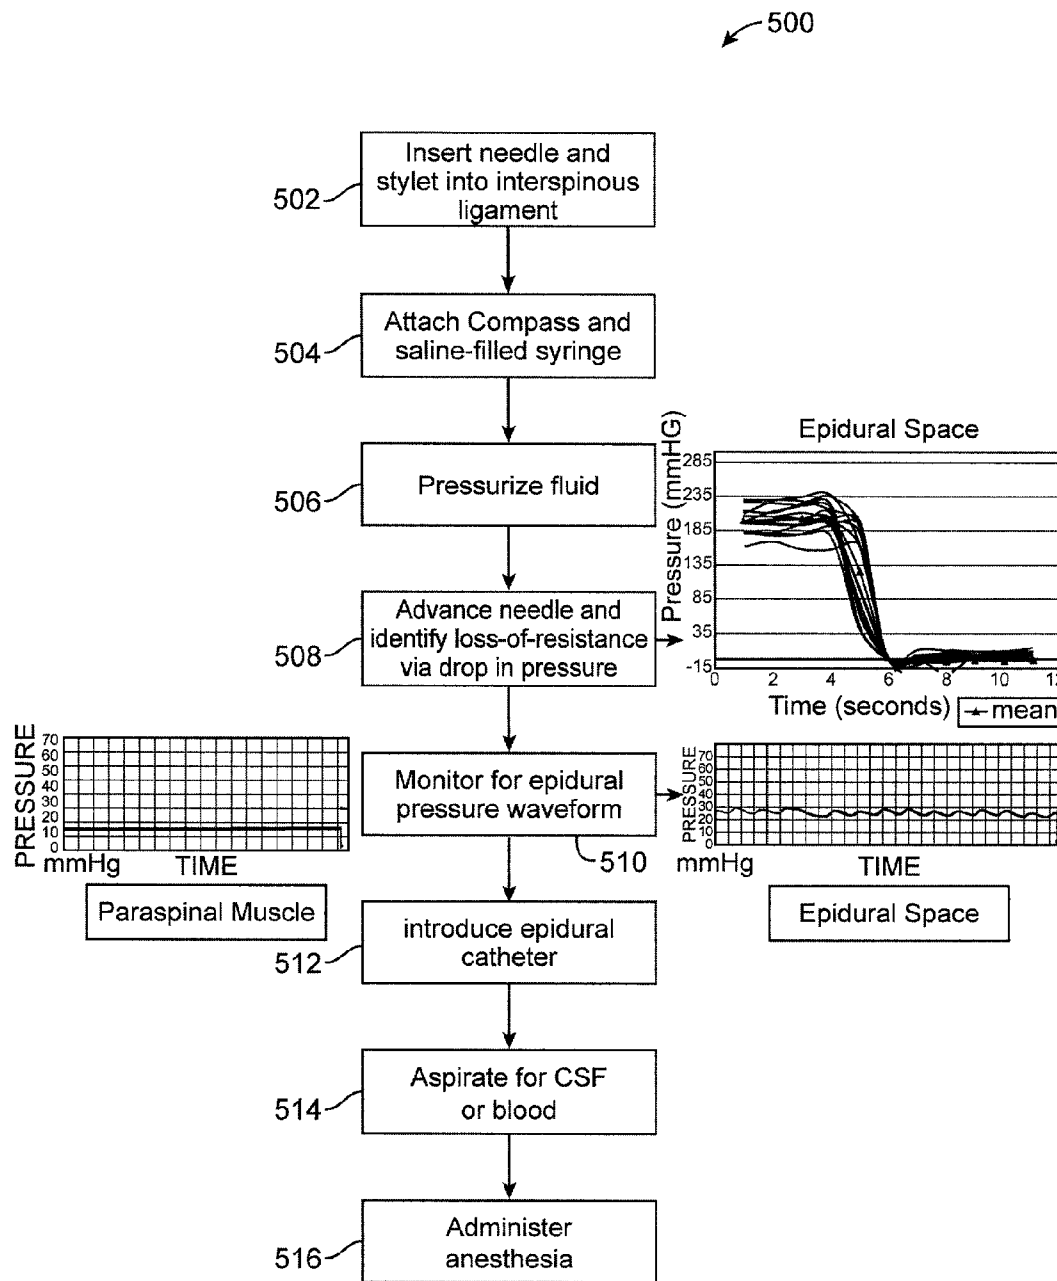 500
Insert needle and
stylet into interspinous
ligament
502
Attach Compass and
saline-filled syringe
504
Pressurize fluid
506
Advance needle and
identify loss-of-resistance
via drop in pressure
508
Epidural Space
Pressure (mmHG)
285
235
185
135
85
35
-15
0 2 4 6 8 10 12
Time (seconds)
mean
Monitor for epidural
pressure waveform
510
PRESSURE
70
60
50
40
30
20
10
0
mmHg TIME
Paraspinal Muscle
PRESSURE
70
60
50
40
30
20
10
0
mmHg TIME
Epidural Space
introduce epidural
catheter
512
Aspirate for CSF
or blood
514
Administer
anesthesia
516